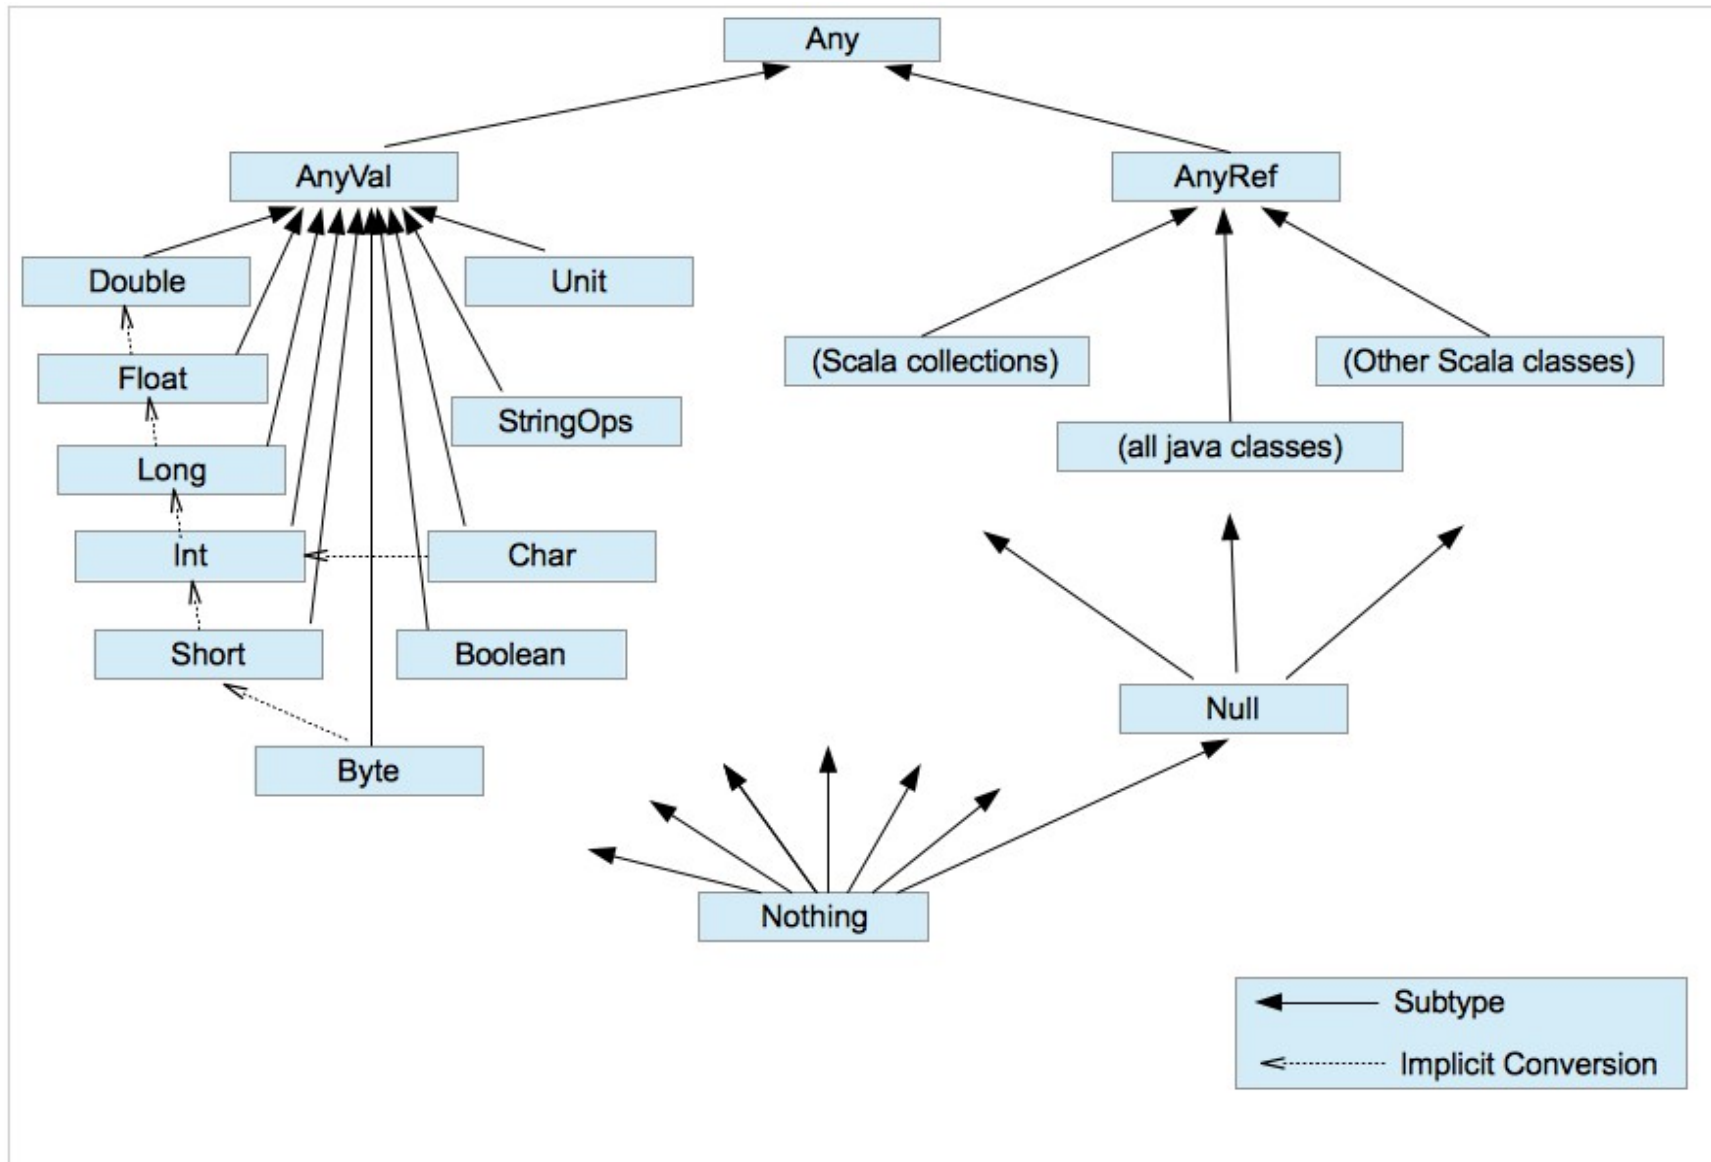 Any
AnyVal
AnyRef
Double
Unit
Float
(Scala collections)
(Other Scala classes)
StringOps
(all java classes)
Long
Int
Char
Short
Boolean
Null
Byte
Nothing
Subtype
Implicit Conversion